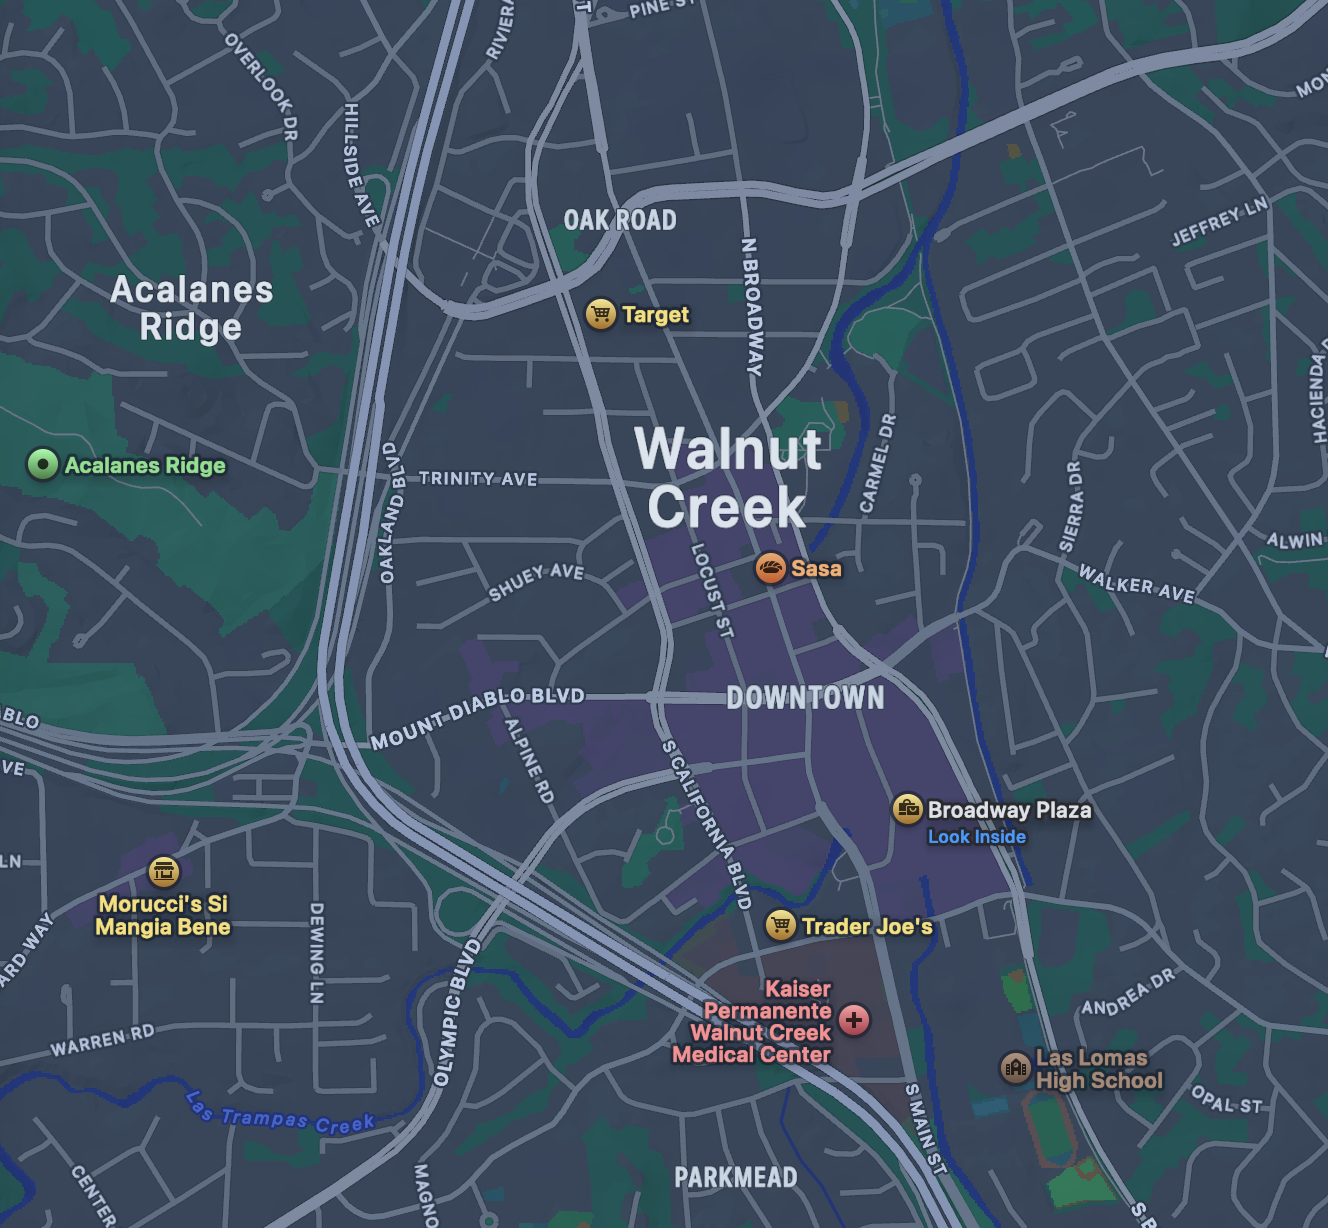 PINE ST
RIVIERA
OVERLOOK DR
HILLSIDE AVE
OAK ROAD
JEFFREY LN
N BROADWAY
Acalanes
Ridge
Target
HACIENDA
Walnut
Creek
CARMEL DR
Acalanes Ridge
OAKLAND BLVD
TRINITY AVE
SIERRA DR
ALWIN
LOCUST ST
Sasa
SHUEY AVE
WALKER AVE
DOWNTOWN
MOUNT DIABLO BLVD
ABLO
ALPINE RD
S CALIFORNIA BLVD
VE
Broadway Plaza
Look Inside
LN
Morucci's Si
Mangia Bene
ARD WAY
DEWING LN
OLYMPIC BLVD
Trader Joe's
Kaiser
Permanente
Walnut Creek
Medical Center
ANDREA DR
WARREN RD
Las Lomas
High School
Las Trampas Creek
OPAL ST
S MAIN ST
CENTER
MAGNO
PARKMEAD